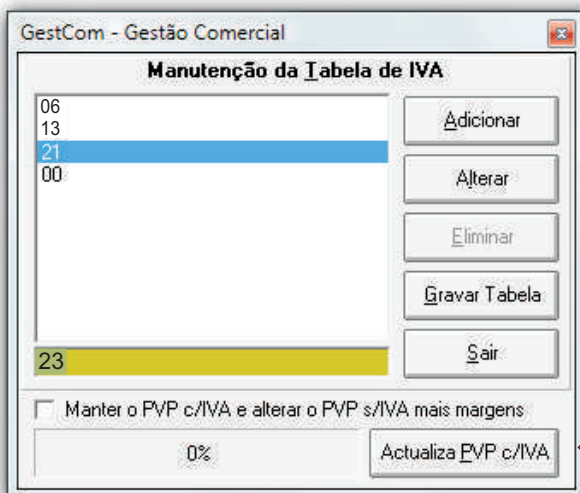 GestCom - Gestão Comercial
Manutenção da Tabela de IVA
06
13
21
00
23
Adicionar
Alterar
Eliminar
Gravar Tabela
Sair
Manter o PVP c/IVA e alterar o PVP s/IVA mais margens
0%
Actualiza PVP c/IVA